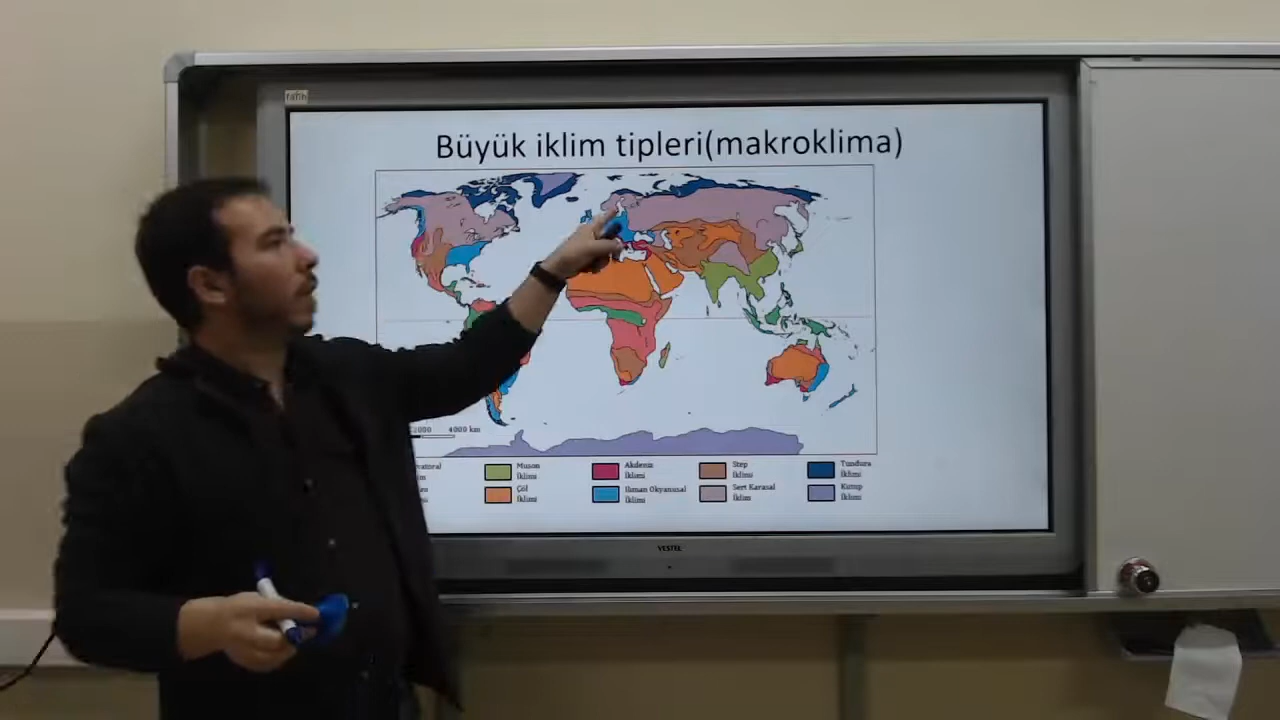 Büyük iklim tipleri(makroklima)
2000 4000 km
Muson
İklimi
Akdeniz
İklimi
Step
İklimi
Tundura
İklimi
Çöl
İklimi
Ilıman Okyanusal
İklimi
Sert Karasal
İklim
Kutup
İklimi
VESTEL